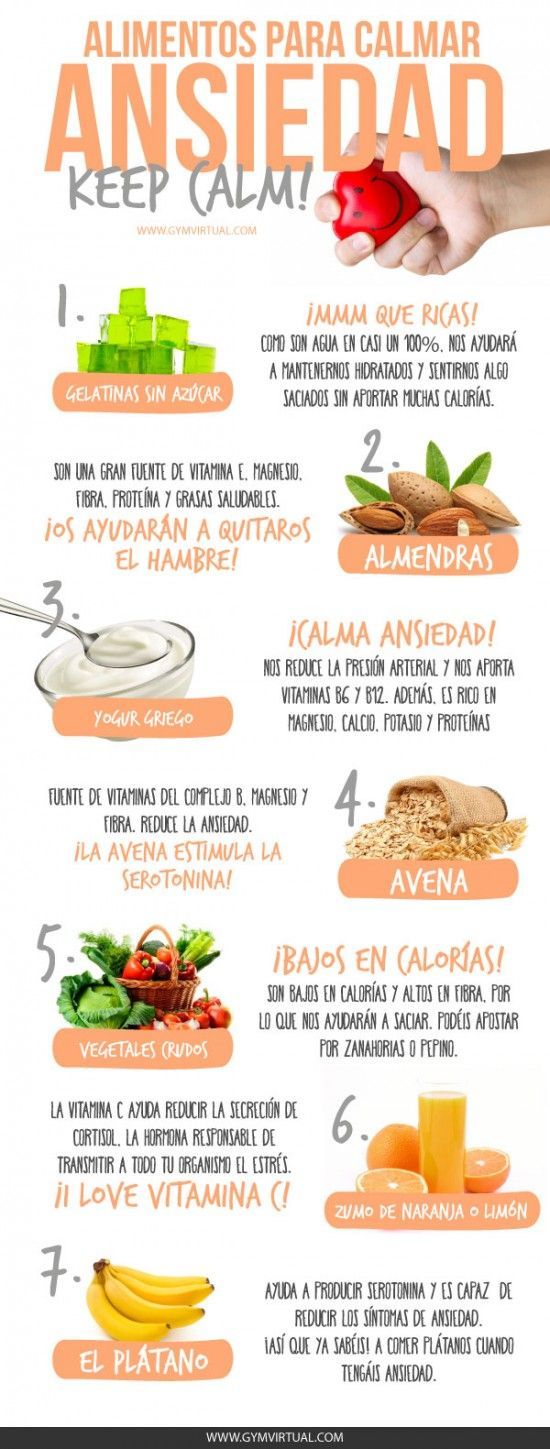 ALIMENTOS PARA CALMAR
ANSIEDAD
KEEP CALM!
WWW.GYMVIRTUAL.COM
1.
GELATINAS SIN AZÚCAR
¡MMM QUE RICAS!
COMO SON AGUA EN CASI UN 100%, NOS AYUDARÁ
A MANTENERNOS HIDRATADOS Y SENTIRNOS ALGO
SACIADOS SIN APORTAR MUCHAS CALORÍAS.
SON UNA GRAN FUENTE DE VITAMINA E, MAGNESIO,
FIBRA, PROTEÍNA Y GRASAS SALUDABLES.
¡OS AYUDARÁN A QUITAROS
EL HAMBRE!
2.
ALMENDRAS
3.
YOGUR GRIEGO
¡CALMA ANSIEDAD!
NOS REDUCE LA PRESIÓN ARTERIAL Y NOS APORTA
VITAMINAS B6 Y B12. ADEMÁS, ES RICO EN
MAGNESIO, CALCIO, POTASIO Y PROTEÍNAS
FUENTE DE VITAMINAS DEL COMPLEJO B, MAGNESIO Y
FIBRA. REDUCE LA ANSIEDAD.
¡LA AVENA ESTIMULA LA
SEROTONINA!
4.
AVENA
5.
VEGETALES CRUDOS
¡BAJOS EN CALORÍAS!
SON BAJOS EN CALORÍAS Y ALTOS EN FIBRA, POR
LO QUE NOS AYUDARÁN A SACIAR. PODÉIS APOSTAR
POR ZANAHORIAS O PEPINO.
LA VITAMINA C AYUDA REDUCIR LA SECRECIÓN DE
CORTISOL, LA HORMONA RESPONSABLE DE
TRANSMITIR A TODO TU ORGANISMO EL ESTRÉS.
¡I LOVE VITAMINA C!
6.
ZUMO DE NARANJA O LIMÓN
7.
EL PLÁTANO
AYUDA A PRODUCIR SEROTONINA Y ES CAPAZ DE
REDUCIR LOS SÍNTOMAS DE ANSIEDAD.
¡ASÍ QUE YA SABÉIS! A COMER PLÁTANOS CUANDO
TENGÁIS ANSIEDAD.
WWW.GYMVIRTUAL.COM